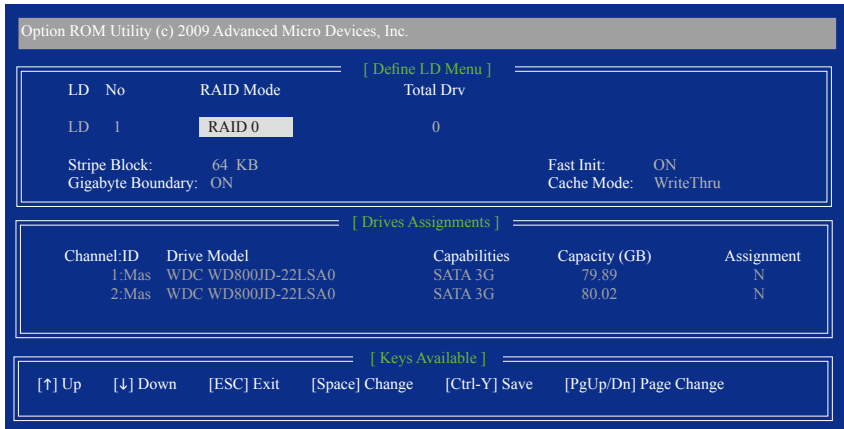 Option ROM Utility (c) 2009 Advanced Micro Devices, Inc.
[ Define LD Menu ]
LD No RAID Mode Total Drv
LD 1 RAID 0 0
Stripe Block: 64 KB Fast Init: ON
Gigabyte Boundary: ON Cache Mode: WriteThru
[ Drives Assignments ]
Channel:ID Drive Model Capabilities Capacity (GB) Assignment
1:Mas WDC WD800JD-22LSA0 SATA 3G 79.89 N
2:Mas WDC WD800JD-22LSA0 SATA 3G 80.02 N
[ Keys Available ]
[↑] Up [↓] Down [ESC] Exit [Space] Change [Ctrl-Y] Save [PgUp/Dn] Page Change